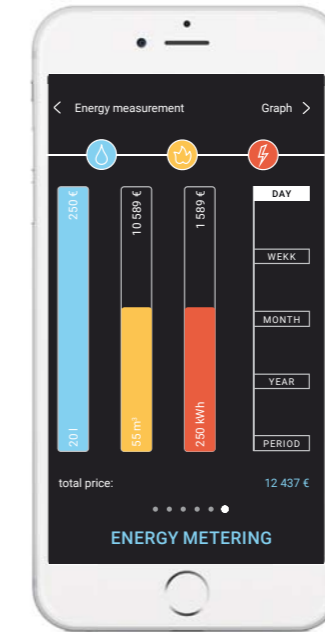 Energy measurement
Graph
250 €
20 l
10 589 €
55 m³
1 589 €
250 kWh
DAY
WEKK
MONTH
YEAR
PERIOD
total price:
12 437 €
ENERGY METERING